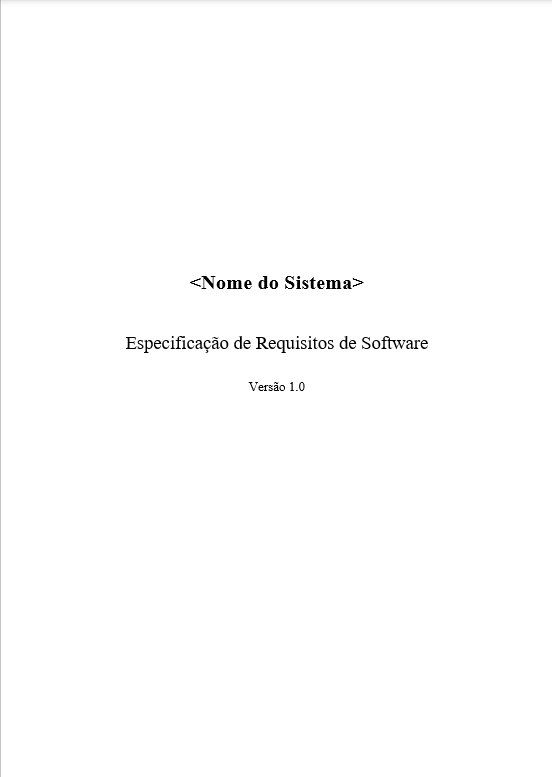 <Nome do Sistema>
Especificação de Requisitos de Software
Versão 1.0